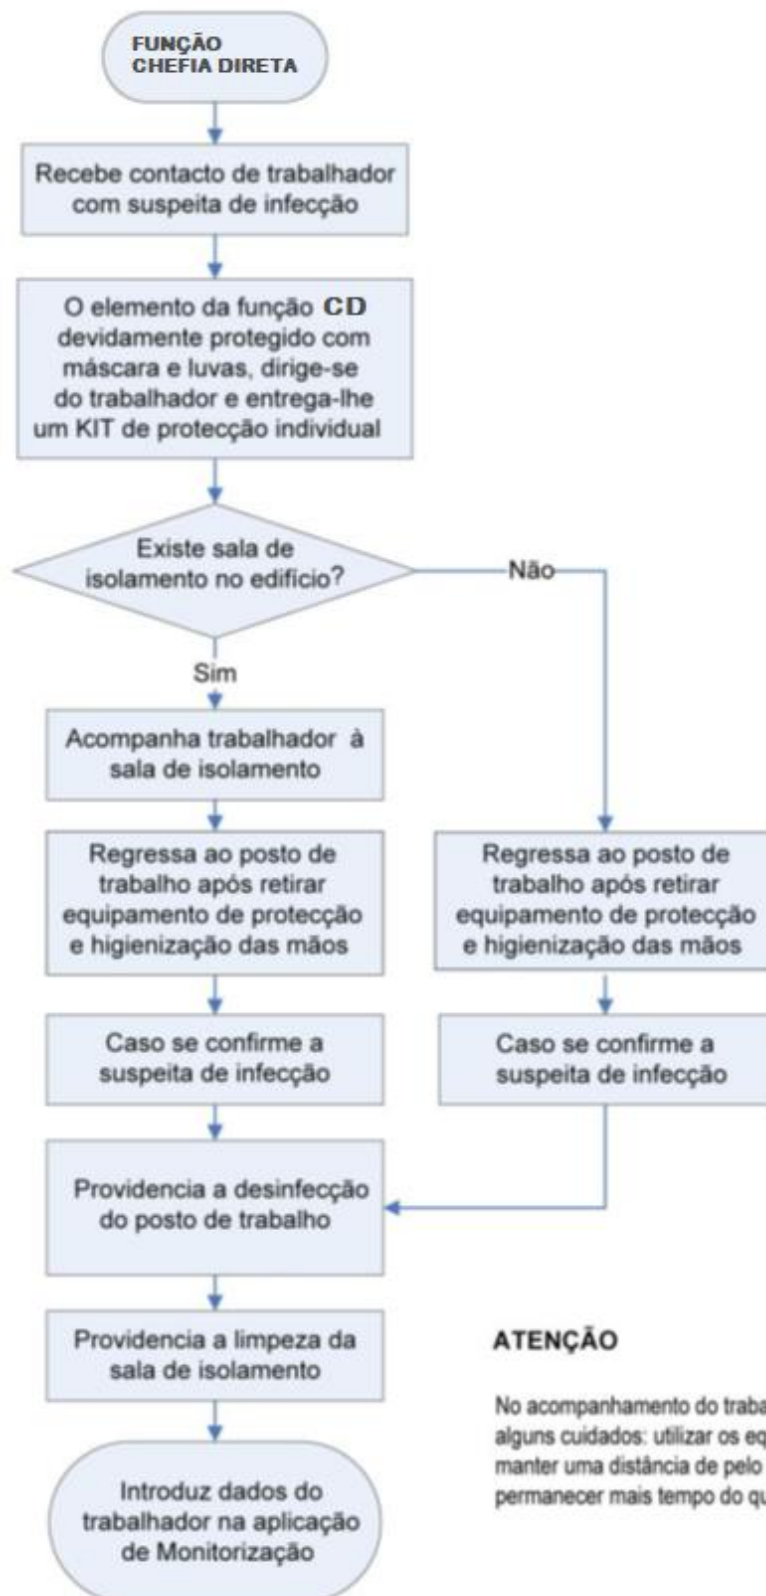 FUNÇÃO
CHEFIA DIRETA
Recebe contacto de trabalhador
com suspeita de infecção
O elemento da função CD
devidamente protegido com
máscara e luvas, dirige-se
do trabalhador e entrega-lhe
um KIT de protecção individual
Existe sala de
isolamento no edifício?
Não
Sim
Acompanha trabalhador à
sala de isolamento
Regressa ao posto de
trabalho após retirar
equipamento de protecção
e higienização das mãos
Regressa ao posto de
trabalho após retirar
equipamento de protecção
e higienização das mãos
Caso se confirme a
suspeita de infecção
Caso se confirme a
suspeita de infecção
Providencia a desinfecção
do posto de trabalho
Providencia a limpeza da
sala de isolamento
Introduz dados do
trabalhador na aplicação
de Monitorização
ATENÇÃO
No acompanhamento do
alguns cuidados: utilizar os
manter uma distância de pelo
permanecer mais tempo do